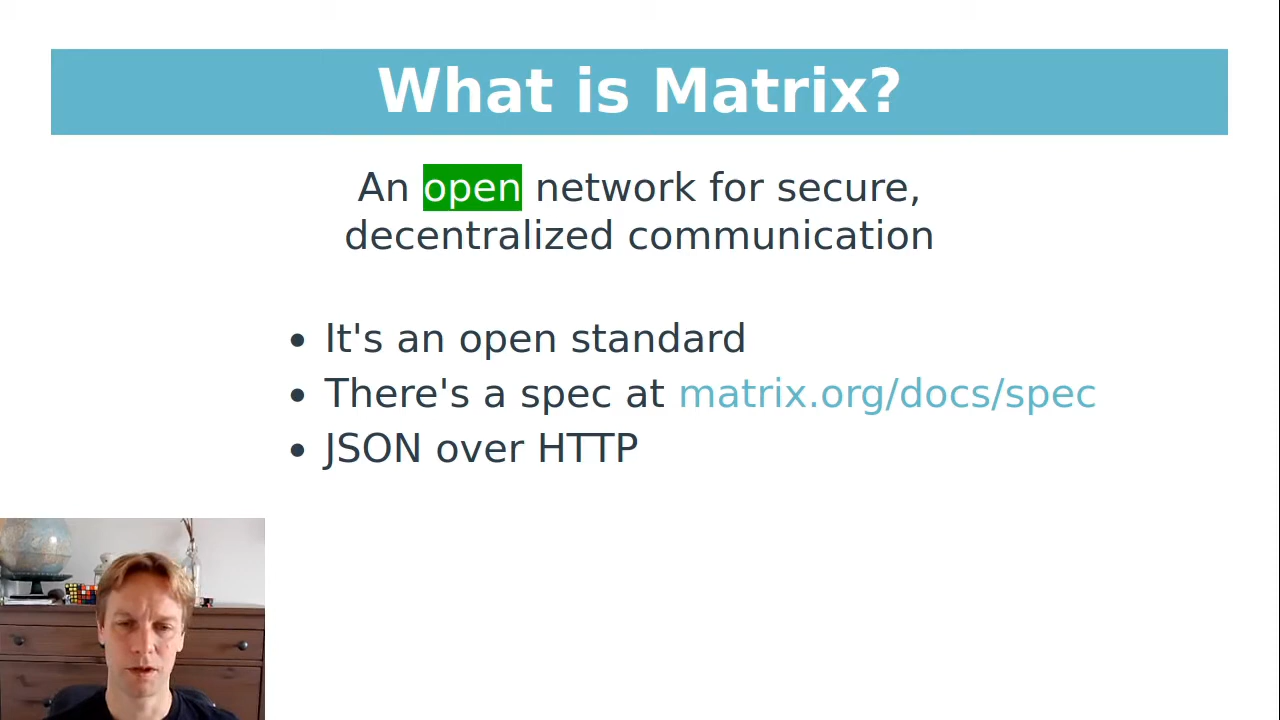 What is Matrix?
An open network for secure,
decentralized communication
It's an open standard
There's a spec at matrix.org/docs/spec
JSON over HTTP